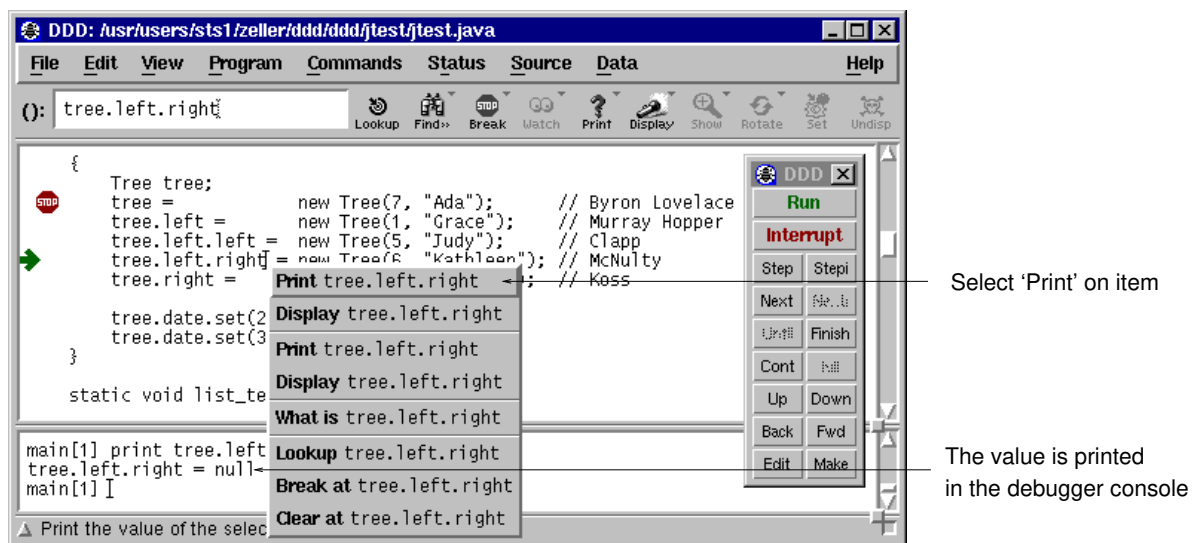 DDD: /usr/users/sts1/zeller/ddd/ddd/jtest/jtest.java
File Edit View Program Commands Status Source Data Help
(): tree.left.right
Lookup Find» Break Watch Print Display Show Rotate Set Undisp
{
Tree tree;
STOP tree = new Tree(7, "Ada"); // Byron Lovelace
tree.left = new Tree(1, "Grace"); // Murray Hopper
tree.left.left = new Tree(5, "Judy"); // Clapp
tree.left.right = new Tree(6, "Kathleen"); // McNulty
tree.right = ); // Koss
tree.date.set(2
tree.date.set(3
}
static void list_te
Print tree.left.right
Display tree.left.right
Print tree.left.right
Display tree.left.right
What is tree.left.right
Lookup tree.left.right
Break at tree.left.right
Clear at tree.left.right
DDD
Run
Interrupt
Step Stepi
Next
Until Finish
Cont Kill
Up Down
Back Fwd
Edit Make
main[1] print tree.left
tree.left.right = null
main[1]
Print the value of the selec
Select ‘Print’ on item
The value is printed
in the debugger console